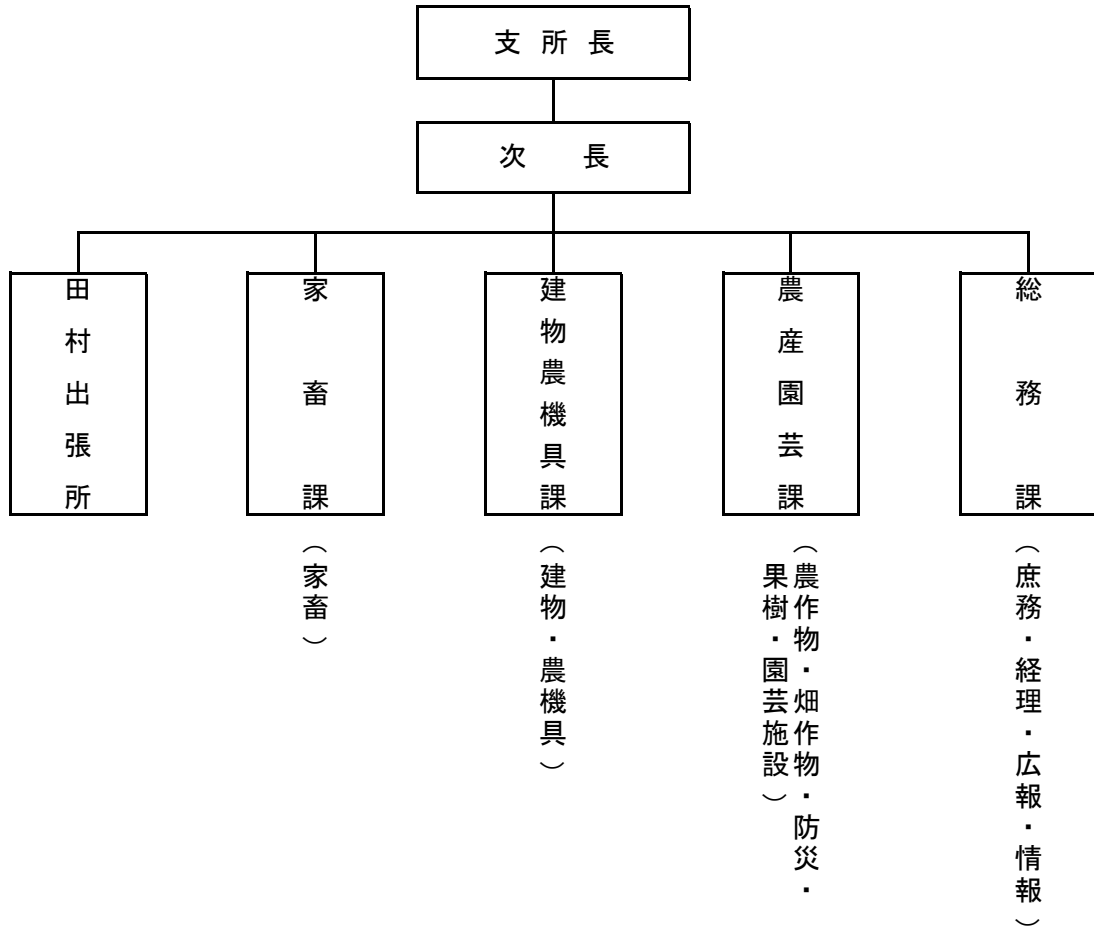 支所長
次長
総務課
(庶務・経理・広報・情報)
農産園芸課
(農作物・畑作物・防災・
果樹・園芸施設)
建物農機具課
(建物・農機具)
家畜課
(家畜)
田村出張所